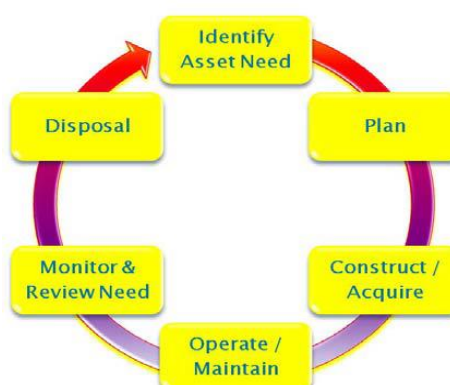 Identify
Asset Need
Plan
Construct /
Acquire
Operate /
Maintain
Monitor &
Review Need
Disposal